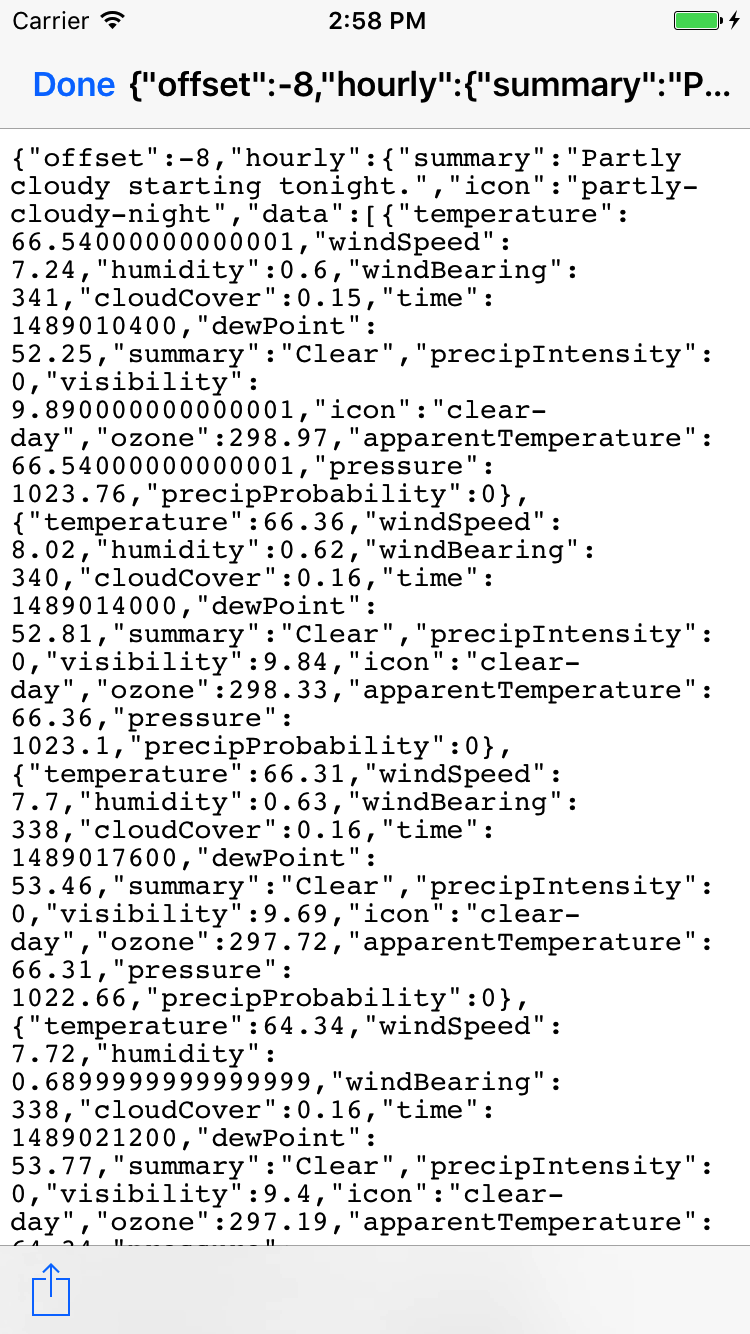 Carrier 2:58 PM
Done {"offset":-8,"hourly":{"summary":"P...
{"offset":-8,"hourly":{"summary":"Partly
cloudy starting tonight.","icon":"partly-
cloudy-night","data":[{"temperature":
66.54000000000001,"windSpeed":
7.24,"humidity":0.6,"windBearing":
341,"cloudCover":0.15,"time":
1489010400,"dewPoint":
52.25,"summary":"Clear","precipIntensity":
0,"visibility":
9.890000000000001,"icon":"clear-
day","ozone":298.97,"apparentTemperature":
66.54000000000001,"pressure":
1023.76,"precipProbability":0},
{"temperature":66.36,"windSpeed":
8.02,"humidity":0.62,"windBearing":
340,"cloudCover":0.16,"time":
1489014000,"dewPoint":
52.81,"summary":"Clear","precipIntensity":
0,"visibility":9.84,"icon":"clear-
day","ozone":298.33,"apparentTemperature":
66.36,"pressure":
1023.1,"precipProbability":0},
{"temperature":66.31,"windSpeed":
7.7,"humidity":0.63,"windBearing":
338,"cloudCover":0.16,"time":
1489017600,"dewPoint":
53.46,"summary":"Clear","precipIntensity":
0,"visibility":9.69,"icon":"clear-
day","ozone":297.72,"apparentTemperature":
66.31,"pressure":
1022.66,"precipProbability":0},
{"temperature":64.34,"windSpeed":
7.72,"humidity":
0.6899999999999999,"windBearing":
338,"cloudCover":0.16,"time":
1489021200,"dewPoint":
53.77,"summary":"Clear","precipIntensity":
0,"visibility":9.4,"icon":"clear-
day","ozone":297.19,"apparentTemperature":